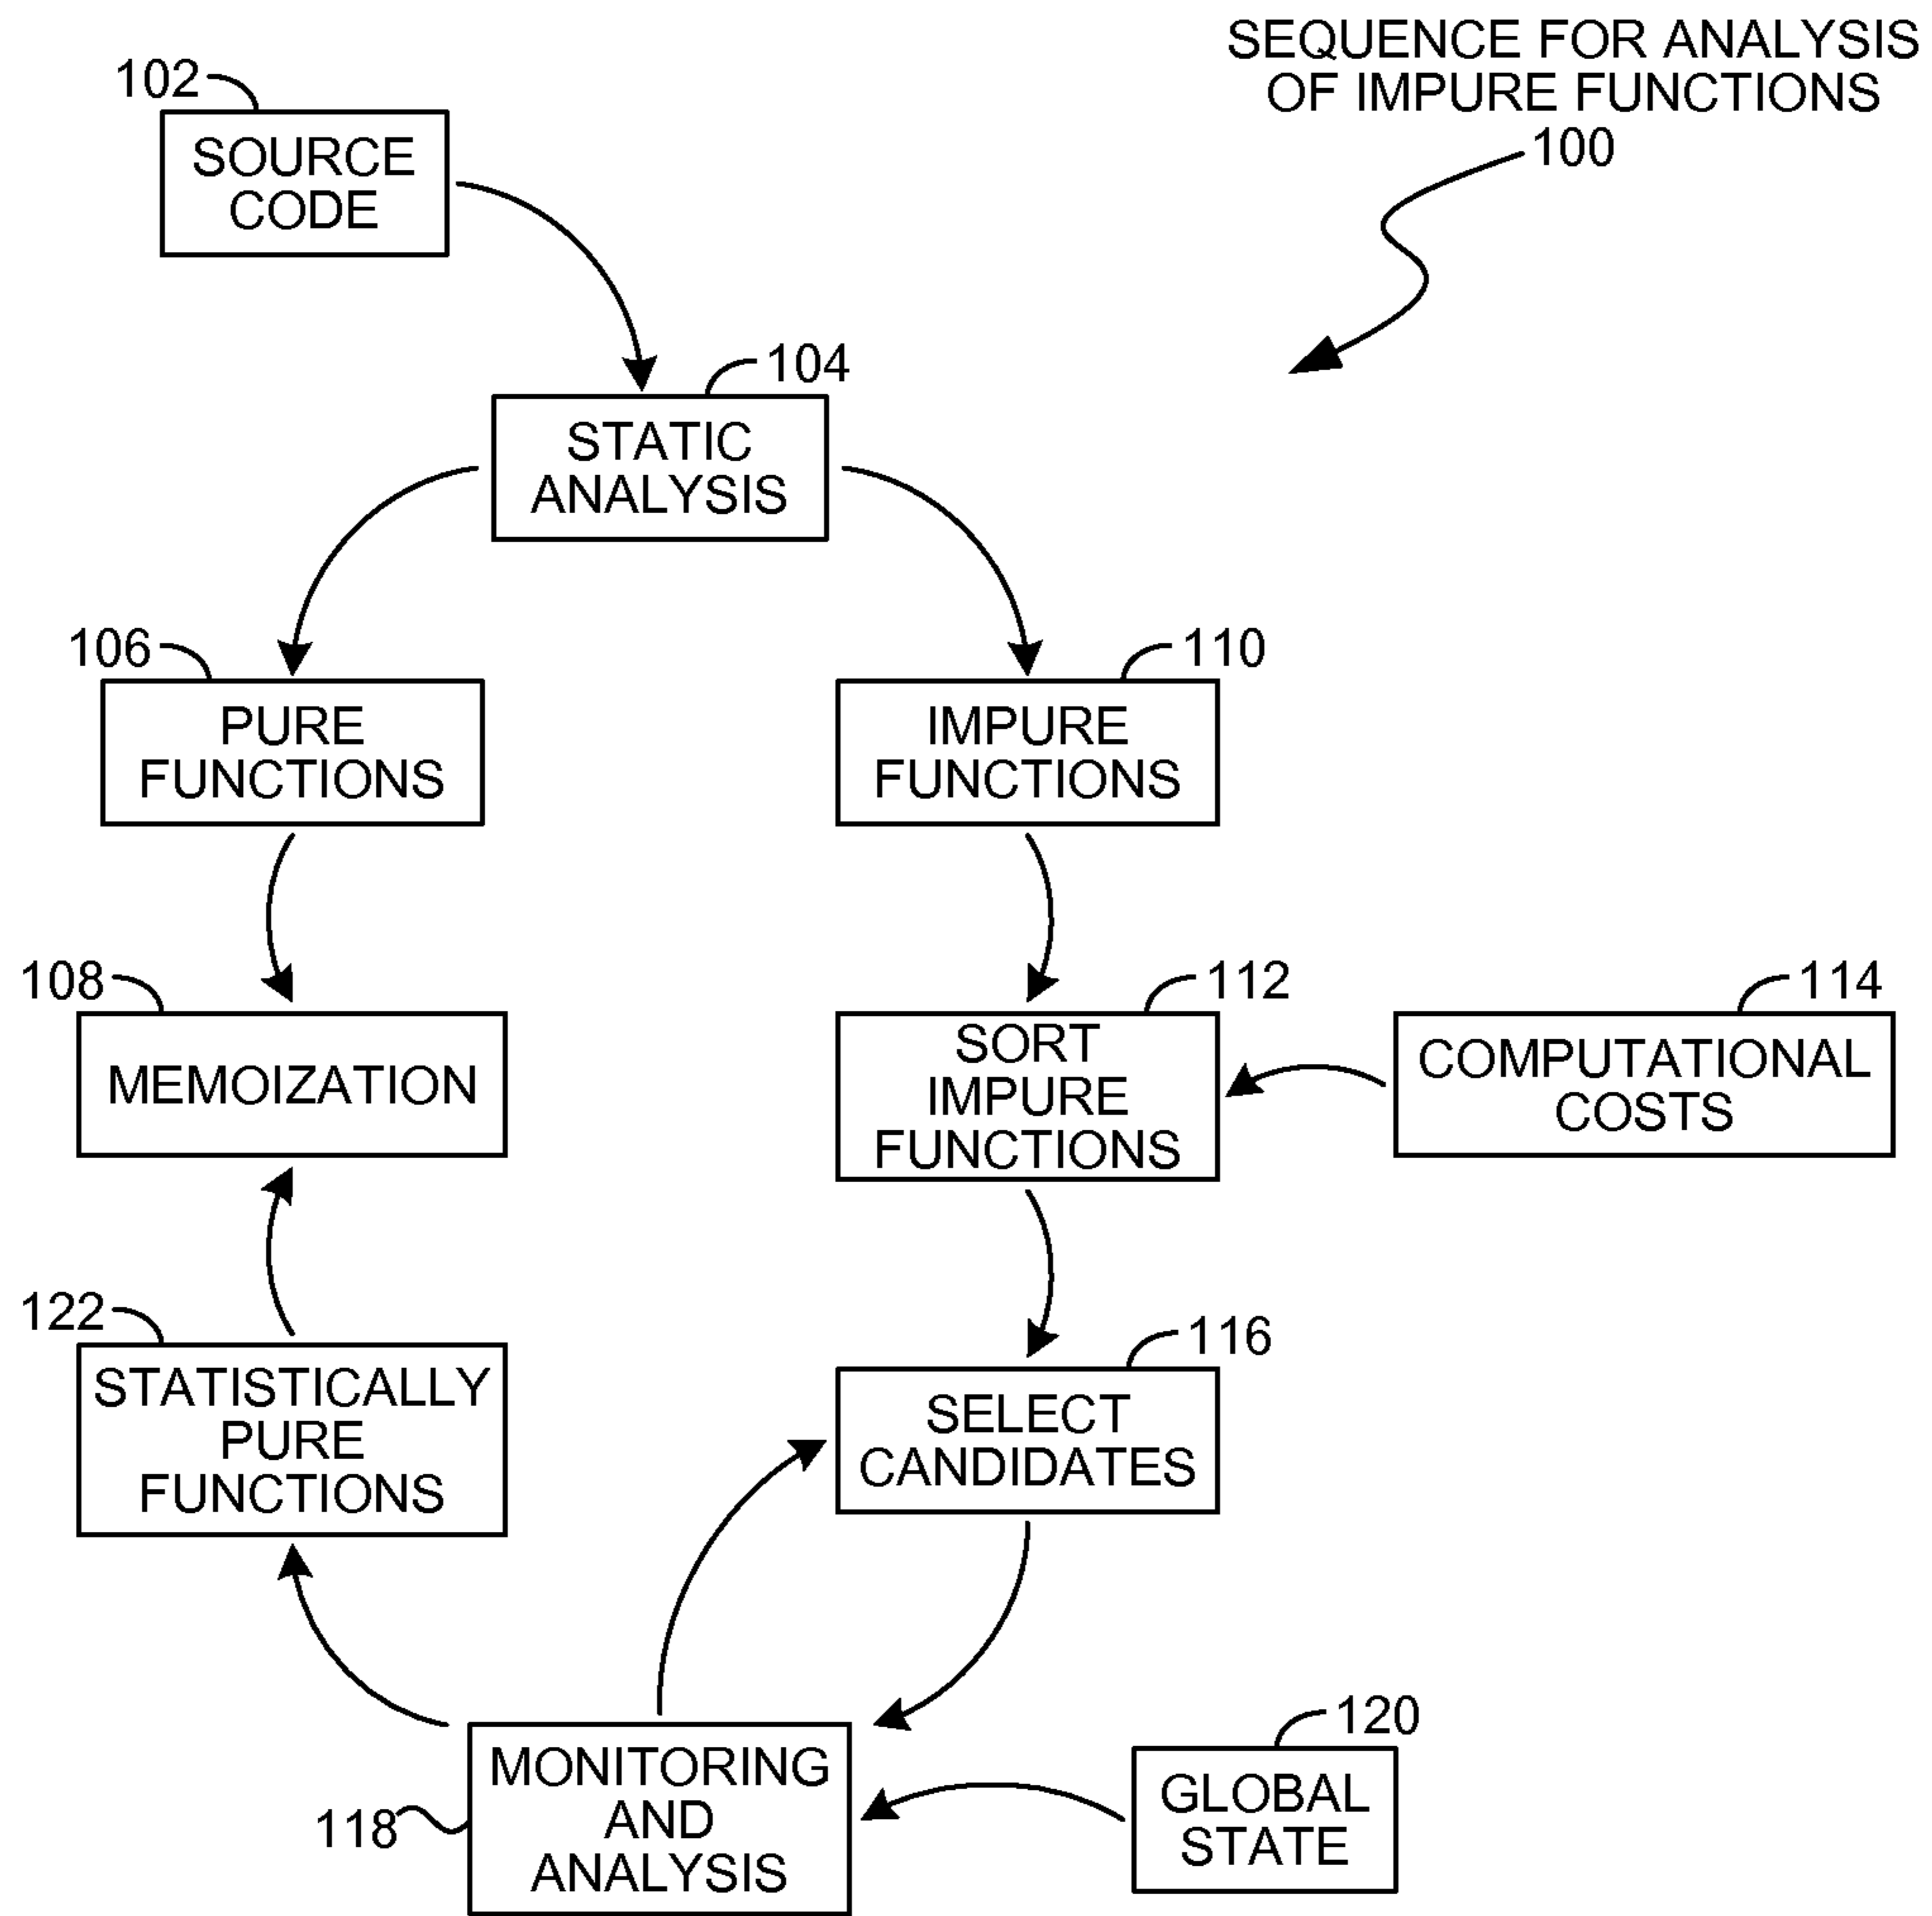 SEQUENCE FOR ANALYSIS
OF IMPURE FUNCTIONS
100
102
SOURCE
CODE
104
STATIC
ANALYSIS
106
PURE
FUNCTIONS
110
IMPURE
FUNCTIONS
108
MEMOIZATION
112
SORT
IMPURE
FUNCTIONS
114
COMPUTATIONAL
COSTS
122
STATISTICALLY
PURE
FUNCTIONS
116
SELECT
CANDIDATES
118
MONITORING
AND
ANALYSIS
120
GLOBAL
STATE